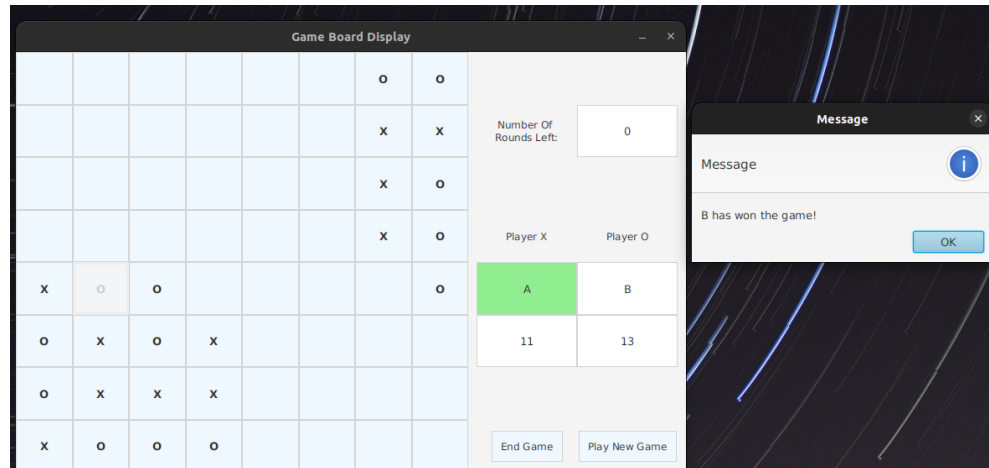 Game Board Display
O O
X X
X O
X O
X O O O
O X O X
O X X X
X O O O
Number Of
Rounds Left:
0
Player X Player O
A B
11 13
End Game Play New Game
Message
Message
i
B has won the game!
OK